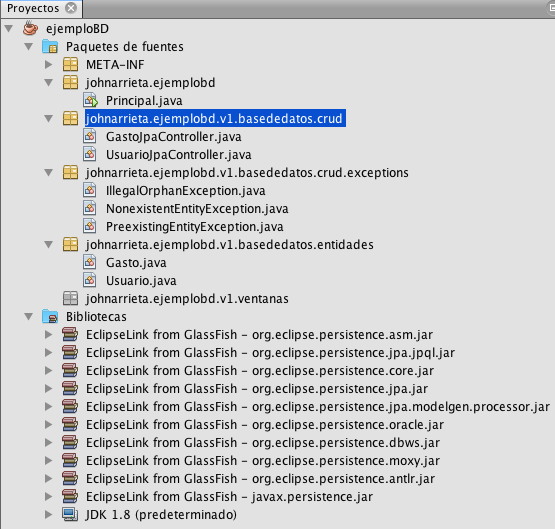 Proyectos
ejemploBD
Paquetes de fuentes
META-INF
johnarrieta.ejemplobd
Principal.java
johnarrieta.ejemplobd.v1.basededatos.crud
GastoJpaController.java
UsuarioJpaController.java
johnarrieta.ejemplobd.v1.basededatos.crud.exceptions
IllegalOrphanException.java
NonexistentEntityException.java
PreexistingEntityException.java
johnarrieta.ejemplobd.v1.basededatos.entidades
Gasto.java
Usuario.java
johnarrieta.ejemplobd.v1.ventanas
Bibliotecas
EclipseLink from GlassFish - org.eclipse.persistence.asm.jar
EclipseLink from GlassFish - org.eclipse.persistence.jpa.jpql.jar
EclipseLink from GlassFish - org.eclipse.persistence.core.jar
EclipseLink from GlassFish - org.eclipse.persistence.jpa.jar
EclipseLink from GlassFish - org.eclipse.persistence.jpa.modelgen.processor.jar
EclipseLink from GlassFish - org.eclipse.persistence.oracle.jar
EclipseLink from GlassFish - org.eclipse.persistence.dbws.jar
EclipseLink from GlassFish - org.eclipse.persistence.moxy.jar
EclipseLink from GlassFish - org.eclipse.persistence.antlr.jar
EclipseLink from GlassFish - javax.persistence.jar
JDK 1.8 (predeterminado)